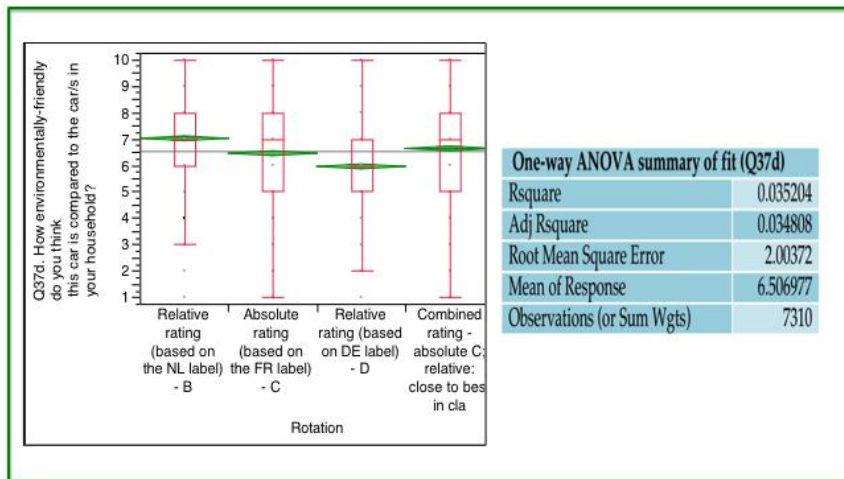 Q37d. How environmentally-friendly
do you think
this car is compared to the car/s in
your household?
10
9
8
7
6
5
4
3
2
1
Relative
rating
(based on
the NL label)
- B
Absolute
rating
(based on
the FR label)
- C
Relative
rating (based
on DE label)
- D
Combined
rating -
absolute C;
relative:
close to bes
in cla
Rotation
One-way ANOVA summary of fit (Q37d)
Rsquare 0.035204
Adj Rsquare 0.034808
Root Mean Square Error 2.00372
Mean of Response 6.506977
Observations (or Sum Wgts) 7310